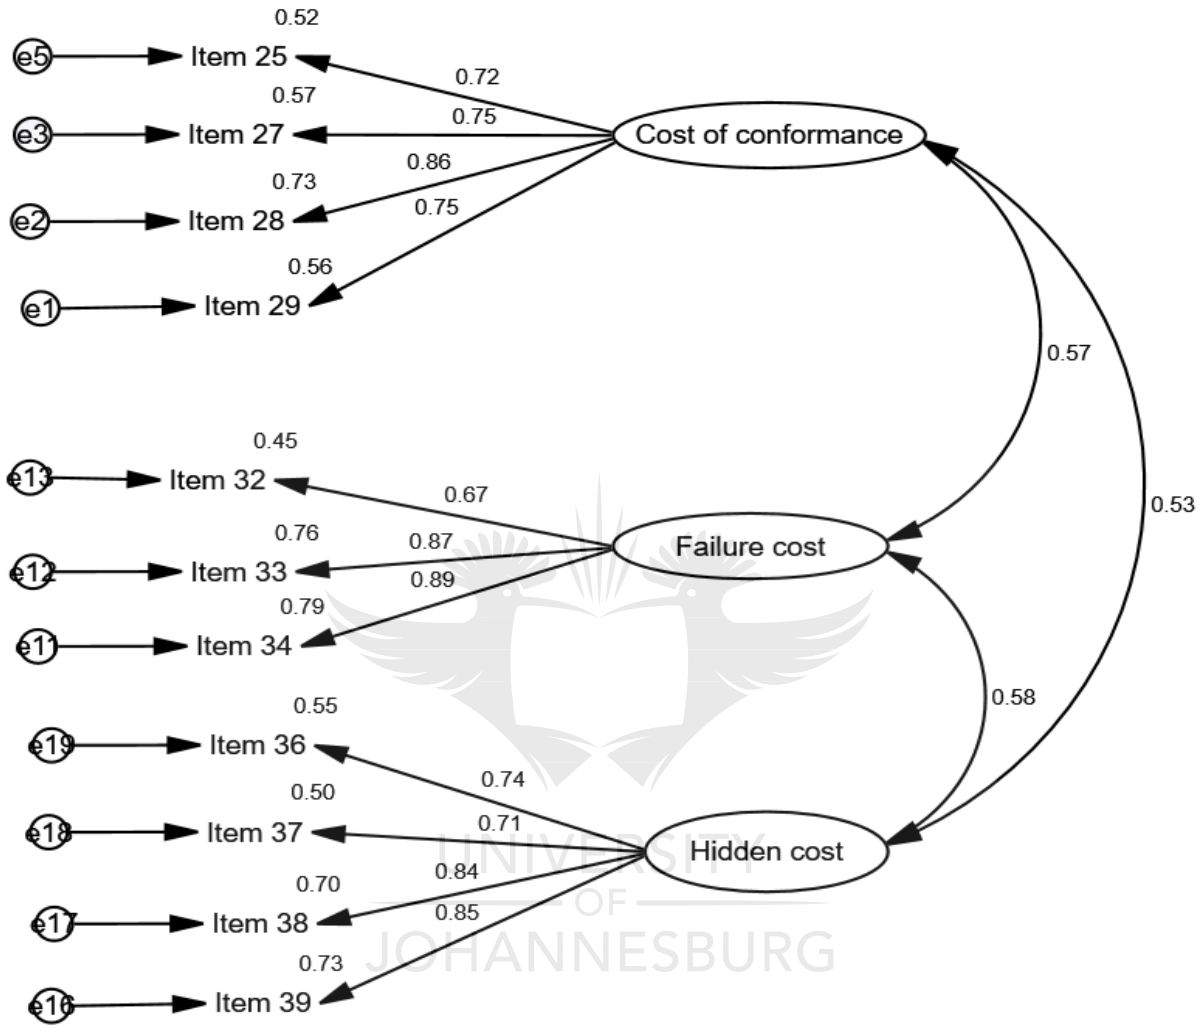 0.52
e5 Item 25
0.72
0.57
0.75
e3 Item 27 Cost of conformance
0.86
0.73
0.75
e2 Item 28
0.56
e1 Item 29
0.57
0.45
e13 Item 32
0.67
0.53
0.76
0.87
Failure cost
e12 Item 33
0.89
0.79
e11 Item 34
0.58
0.55
e19 Item 36
0.74
0.50
0.71
e18 Item 37
UNIVERSITY
Hidden cost
0.84
0.70
OF
0.85
e17 Item 38
JOHANNESBURG
0.73
e16 Item 39